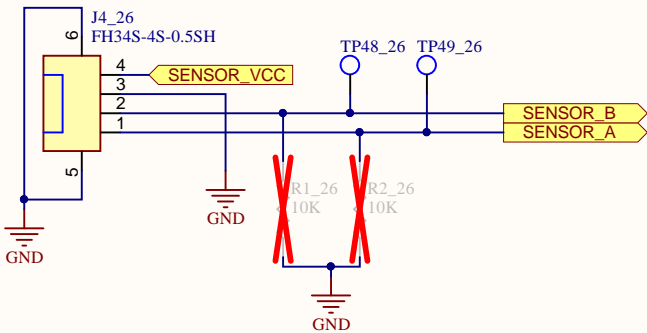 J4_26
FH34S-4S-0.5SH
6
TP48_26 TP49_26
4 SENSOR_VCC
3
2 SENSOR_B
1 SENSOR_A
5
R1_26 R2_26
10K 10K
GND
GND
GND